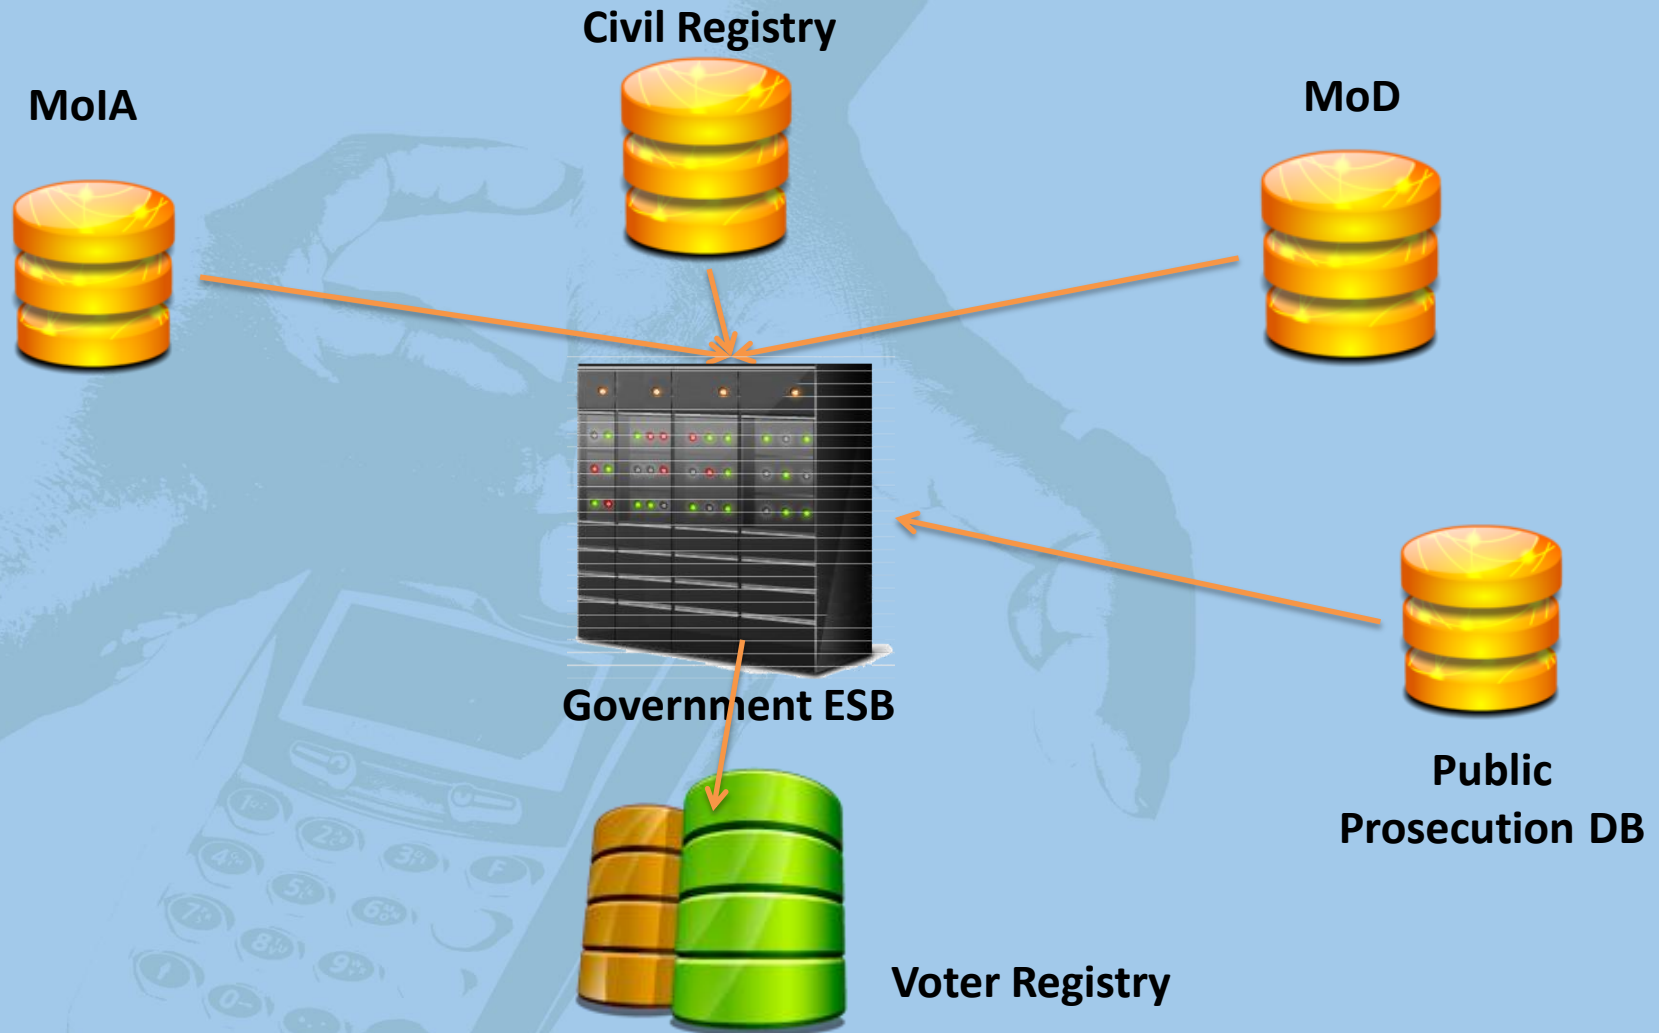 Civil Registry
MoIA
MoD
Government ESB
Public
Prosecution DB
Voter Registry